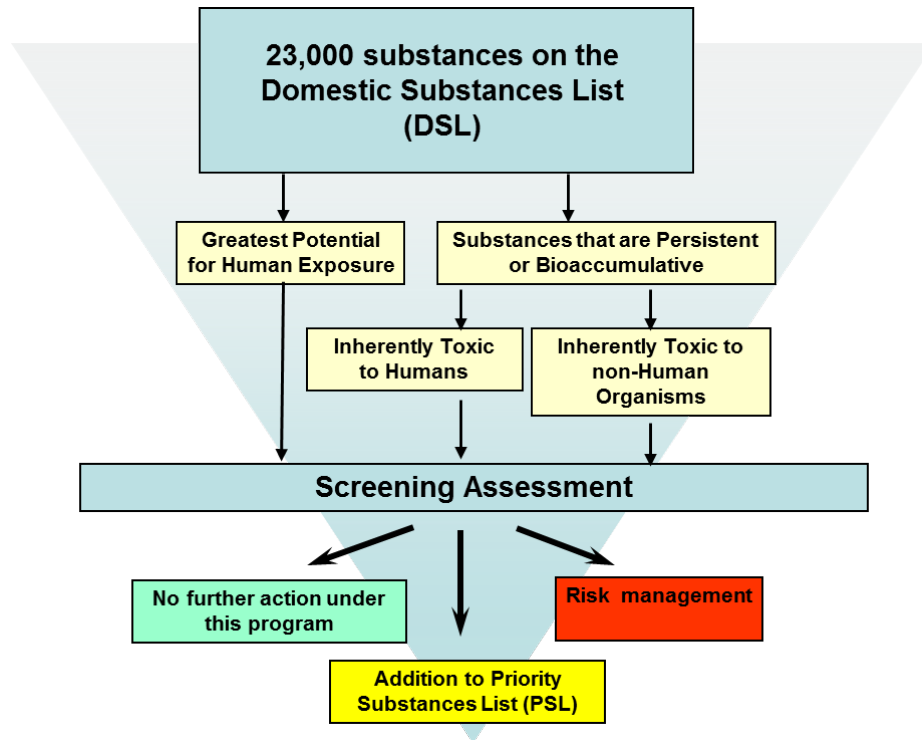 23,000 substances on the
Domestic Substances List
(DSL)
Greatest Potential
for Human Exposure
Substances that are Persistent
or Bioaccumulative
Inherently Toxic
to Humans
Inherently Toxic to
non-Human
Organisms
Screening Assessment
No further action under
this program
Risk management
Addition to Priority
Substances List (PSL)